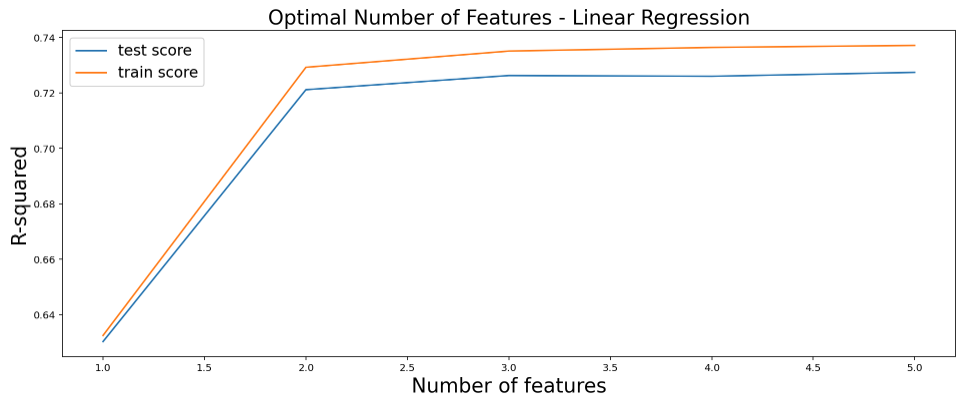 Optimal Number of Features - Linear Regression
test score
train score
R-squared
0.74
0.72
0.70
0.68
0.66
0.64
1.0 1.5 2.0 2.5 3.0 3.5 4.0 4.5 5.0
Number of features